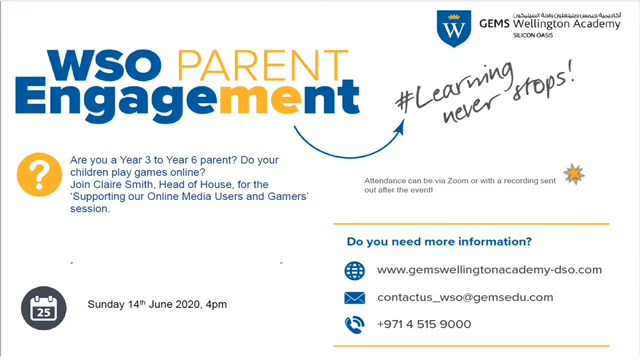 أكاديمية جيمس ويلينغتون واحة السيليكون
GEMS Wellington Academy
SILICON OASIS
WSO PARENT
Engagement
#Learning
never stops!
?
Are you a Year 3 to Year 6 parent? Do your
children play games online?
Join Claire Smith, Head of House, for the
‘Supporting our Online Media Users and Gamers’
session.
Attendance can be via Zoom or with a recording sent
out after the event!
Do you need more information?
www.gemswellingtonacademy-dso.com
contactus_wso@gemsedu.com
+971 4 515 9000
25
Sunday 14th June 2020, 4pm